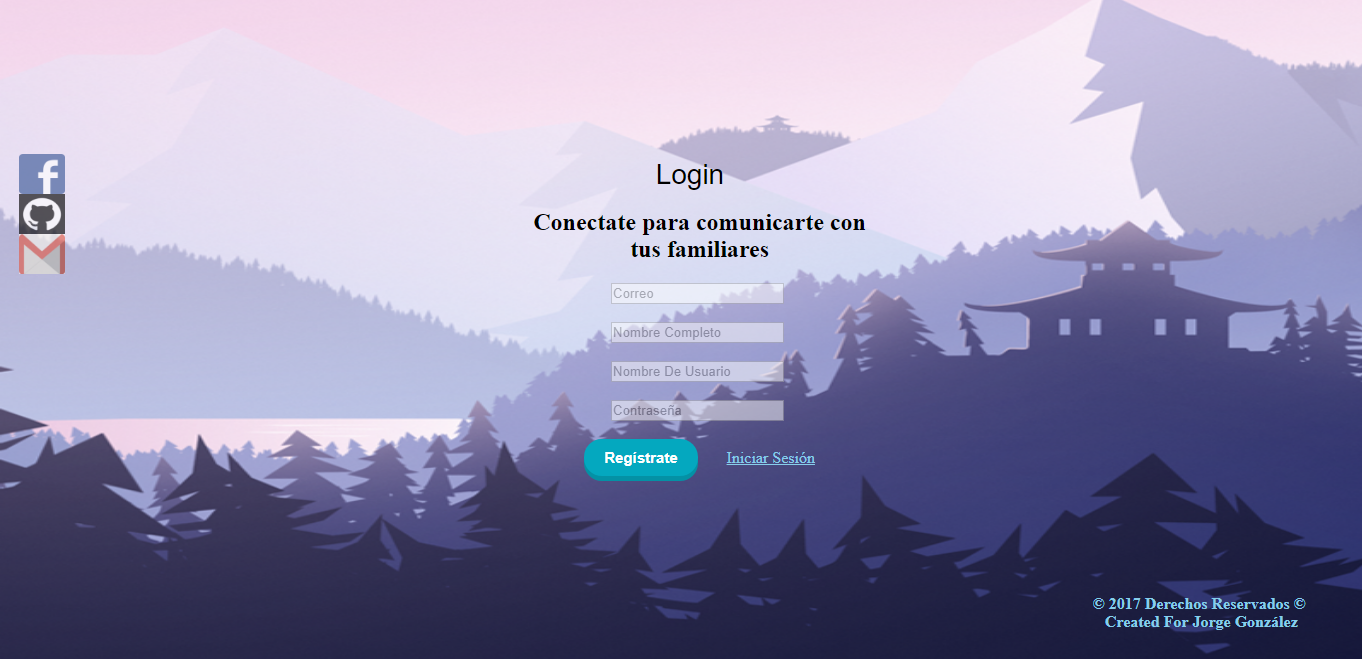 Login
Conectate para comunicarte con
tus familiares
Correo
Nombre Completo
Nombre De Usuario
Contraseña
Regístrate
Iniciar Sesión
© 2017 Derechos Reservados ©
Created For Jorge González